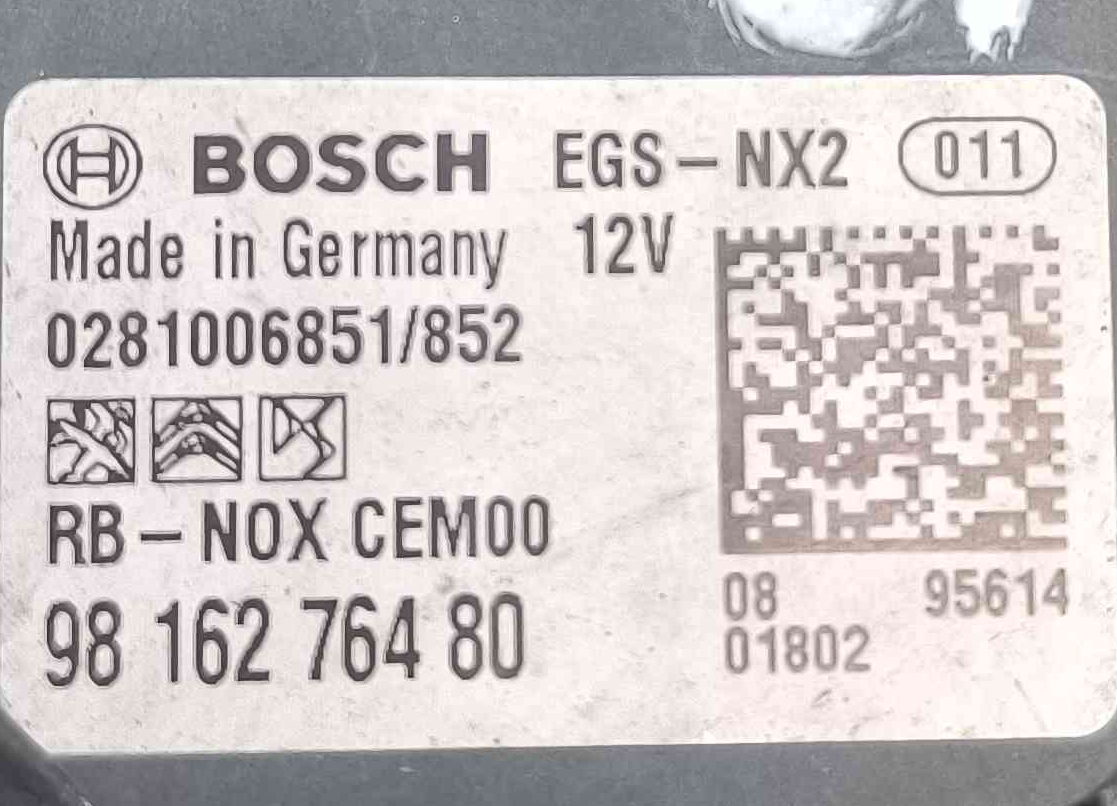 BOSCH EGS-NX2 011
Made in Germany 12V
0281006851/852
RB-NOX CEM00
98 162 764 80
08 95614
01802